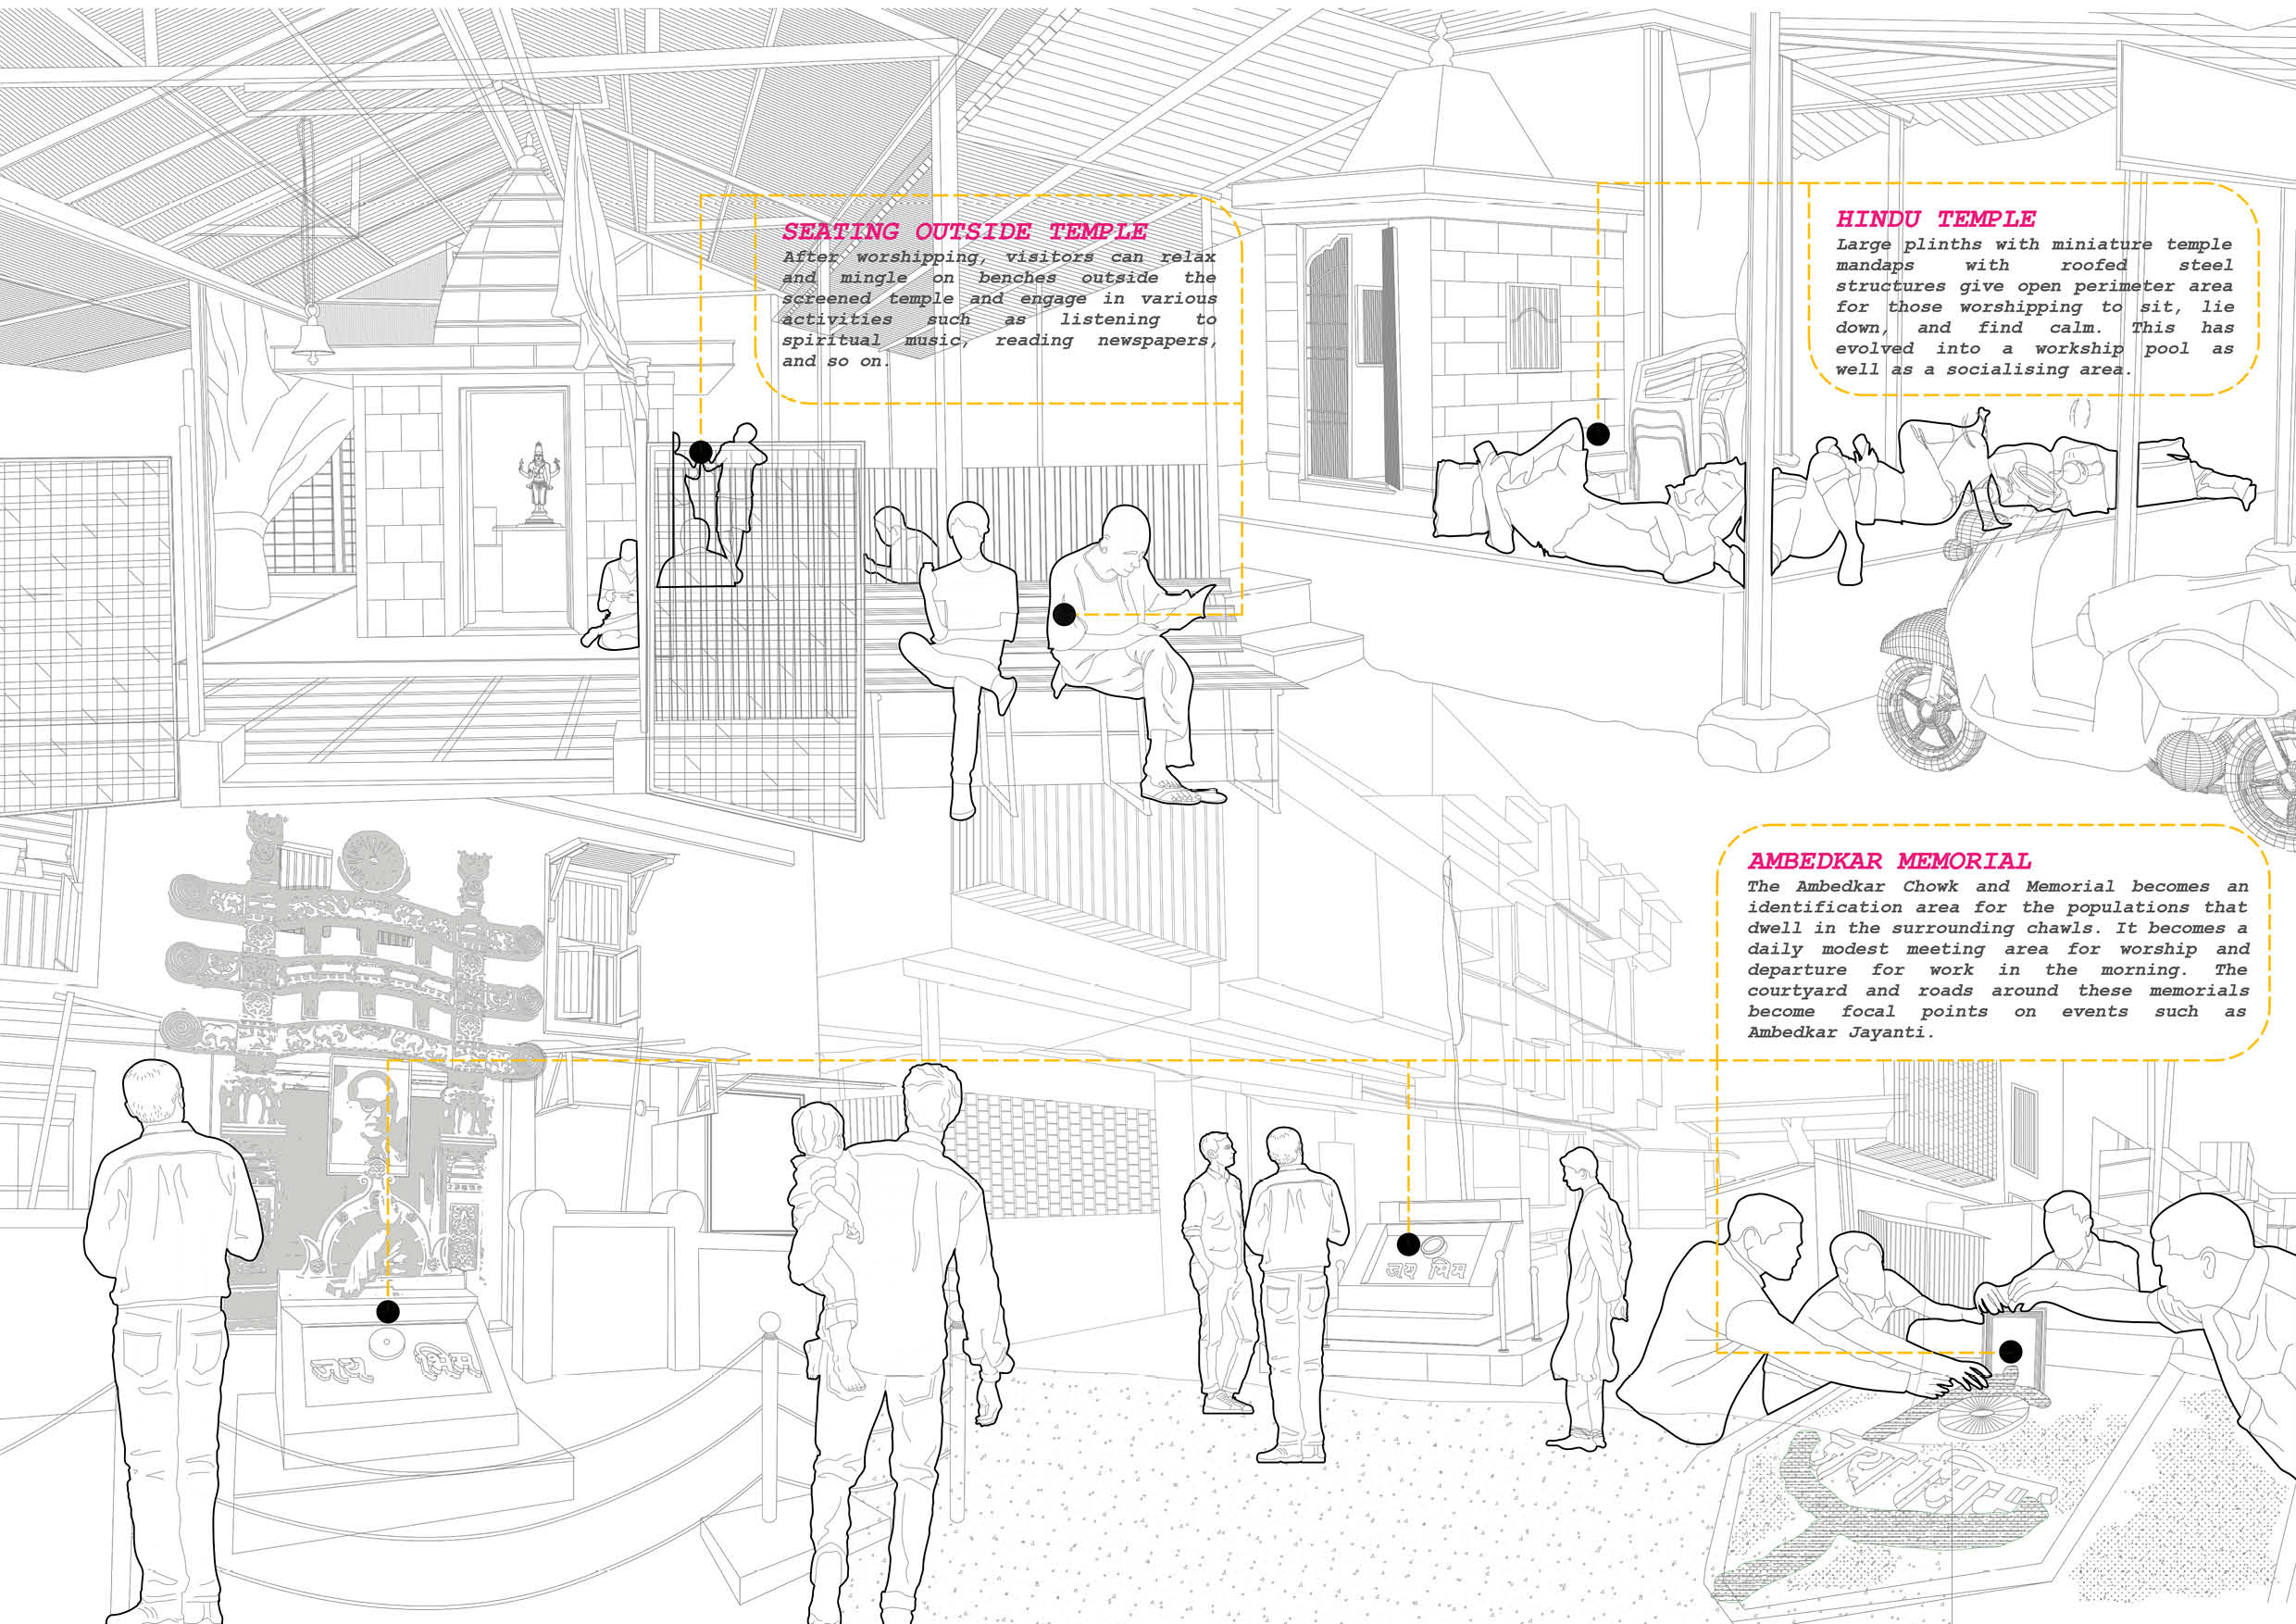 SEATING OUTSIDE TEMPLE
After worshipping, visitors can relax
and mingle on benches outside the
screened temple and engage in various
activities such as listening to
spiritual music, reading newspapers,
and so on.
HINDU TEMPLE
Large plinths with miniature temple
mandaps with roofed steel
structures give open perimeter area
for those worshipping to sit, lie
down, and find calm. This has
evolved into a workship pool as
well as a socialising area.
AMBEDKAR MEMORIAL
The Ambedkar Chowk and Memorial becomes an
identification area for the populations that
dwell in the surrounding chawls. It becomes a
daily modest meeting area for worship and
departure for work in the morning. The
courtyard and roads around these memorials
become focal points on events such as
Ambedkar Jayanti.
जय भिम
जय भिम
जय भिम